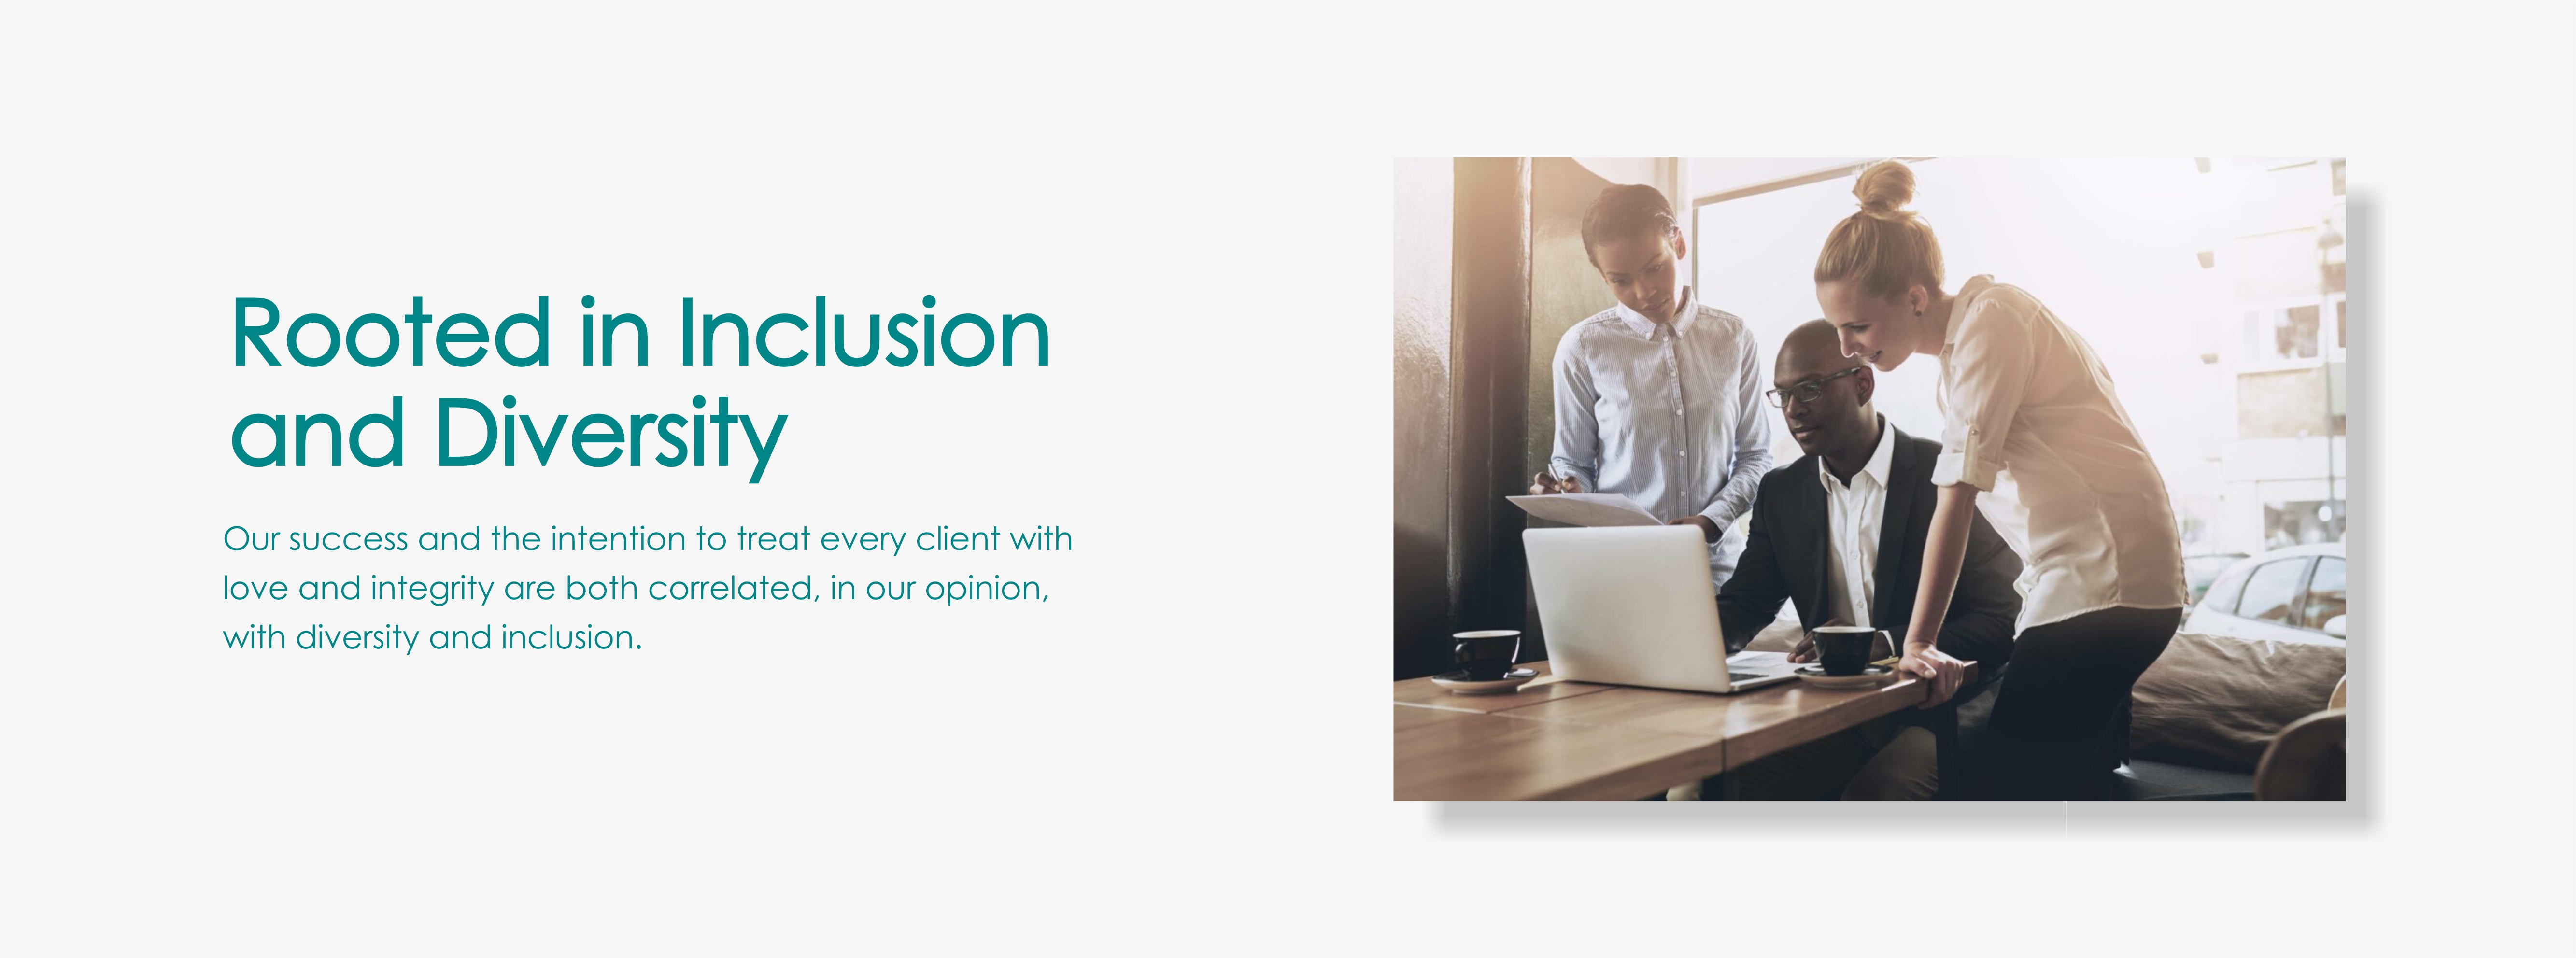 Rooted in Inclusion
and Diversity
Our success and the intention to treat every client with
love and integrity are both correlated, in our opinion,
with diversity and inclusion.